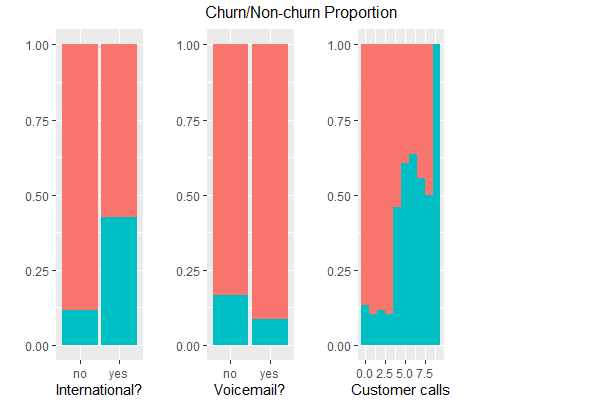 Churn/Non-churn Proportion
1.00 1.00 1.00
0.75 0.75 0.75
0.50 0.50 0.50
0.25 0.25 0.25
0.00 0.00 0.00
no yes no yes 0.0 2.5 5.0 7.5
International? Voicemail? Customer calls